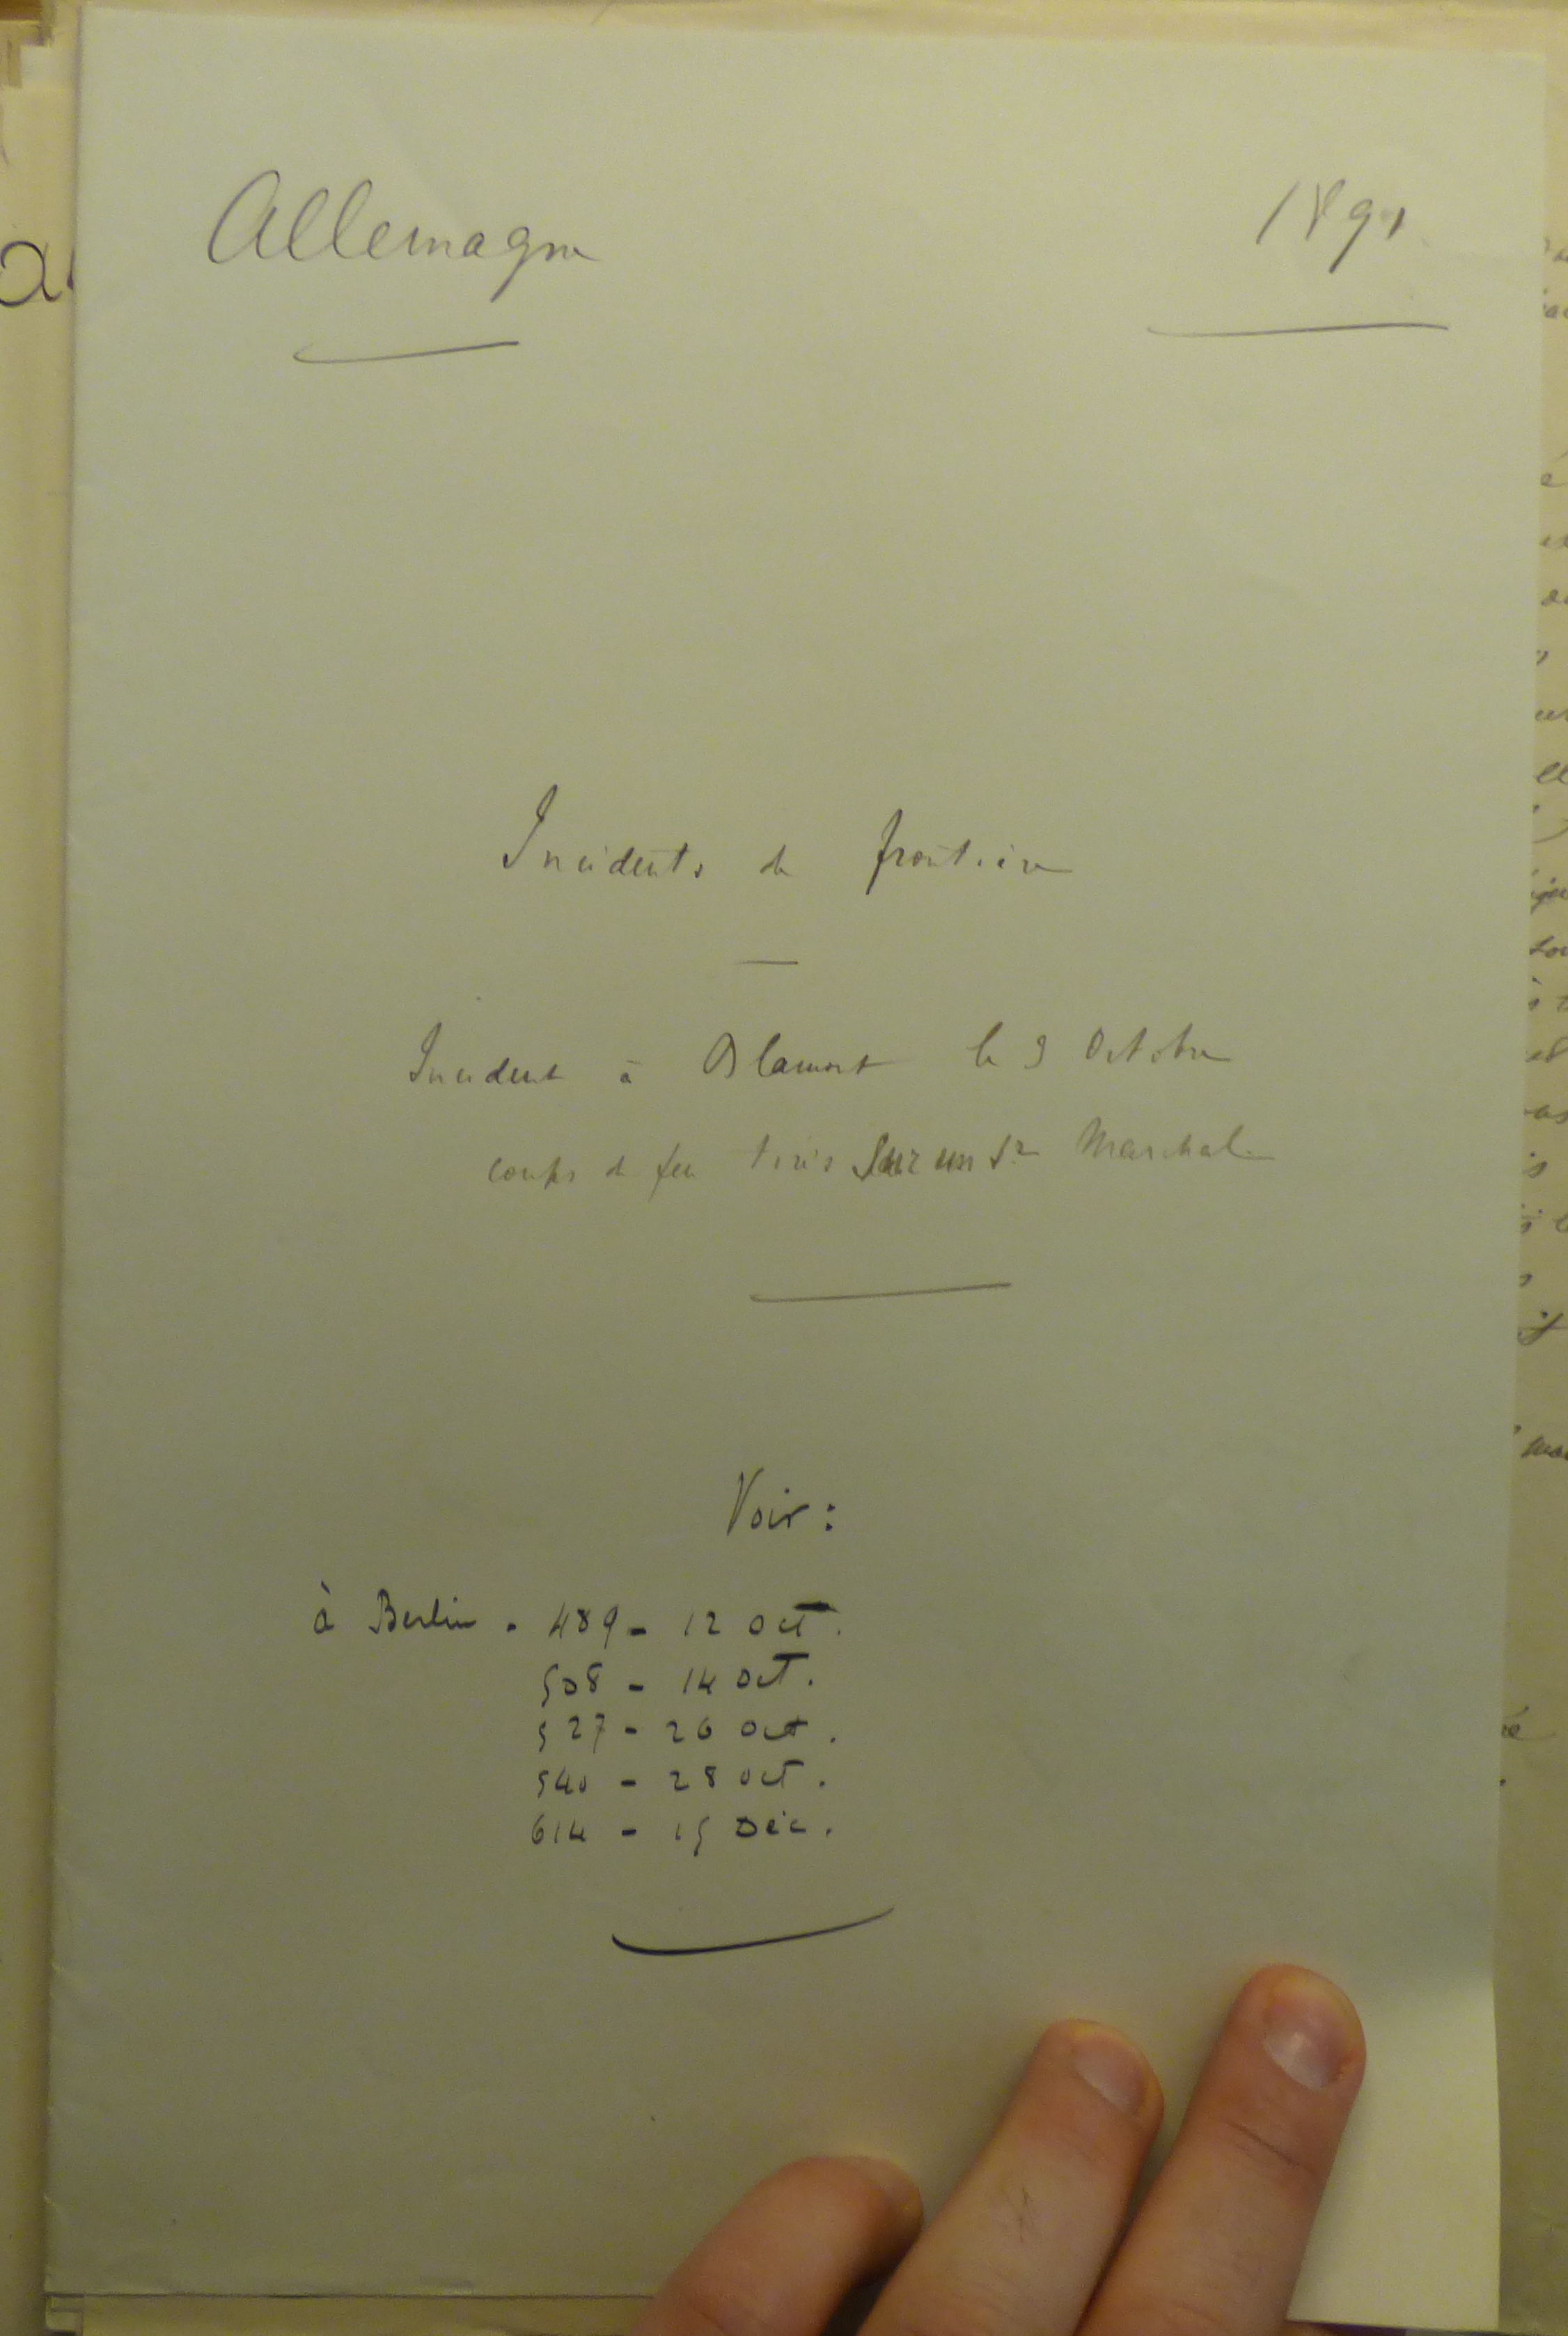 Allemagne
1891
Incidents de frontière
Incident à Blamont le 9 Octobre
coups de feu tirés sur un Sr Marchal
Voir :
à Berlin - 489 - 12 oct.
508 - 14 oct.
527 - 26 oct.
540 - 28 oct.
614 - 15 Déc.